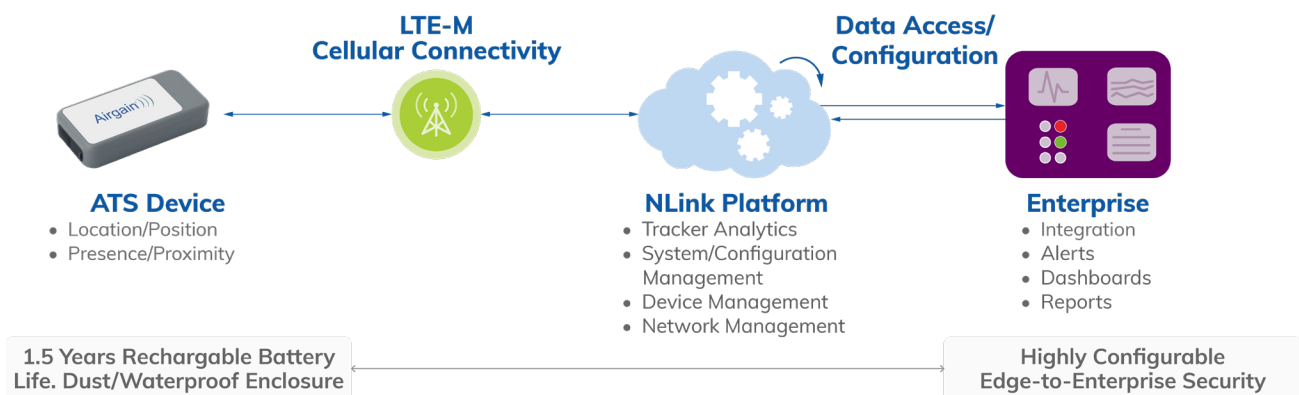 LTE-M
Cellular Connectivity
Data Access/
Configuration
Airgain
ATS Device
• Location/Position
• Presence/Proximity
NLink Platform
• Tracker Analytics
• System/Configuration
Management
• Device Management
• Network Management
Enterprise
• Integration
• Alerts
• Dashboards
• Reports
1.5 Years Rechargable Battery
Life. Dust/Waterproof Enclosure
Highly Configurable
Edge-to-Enterprise Security